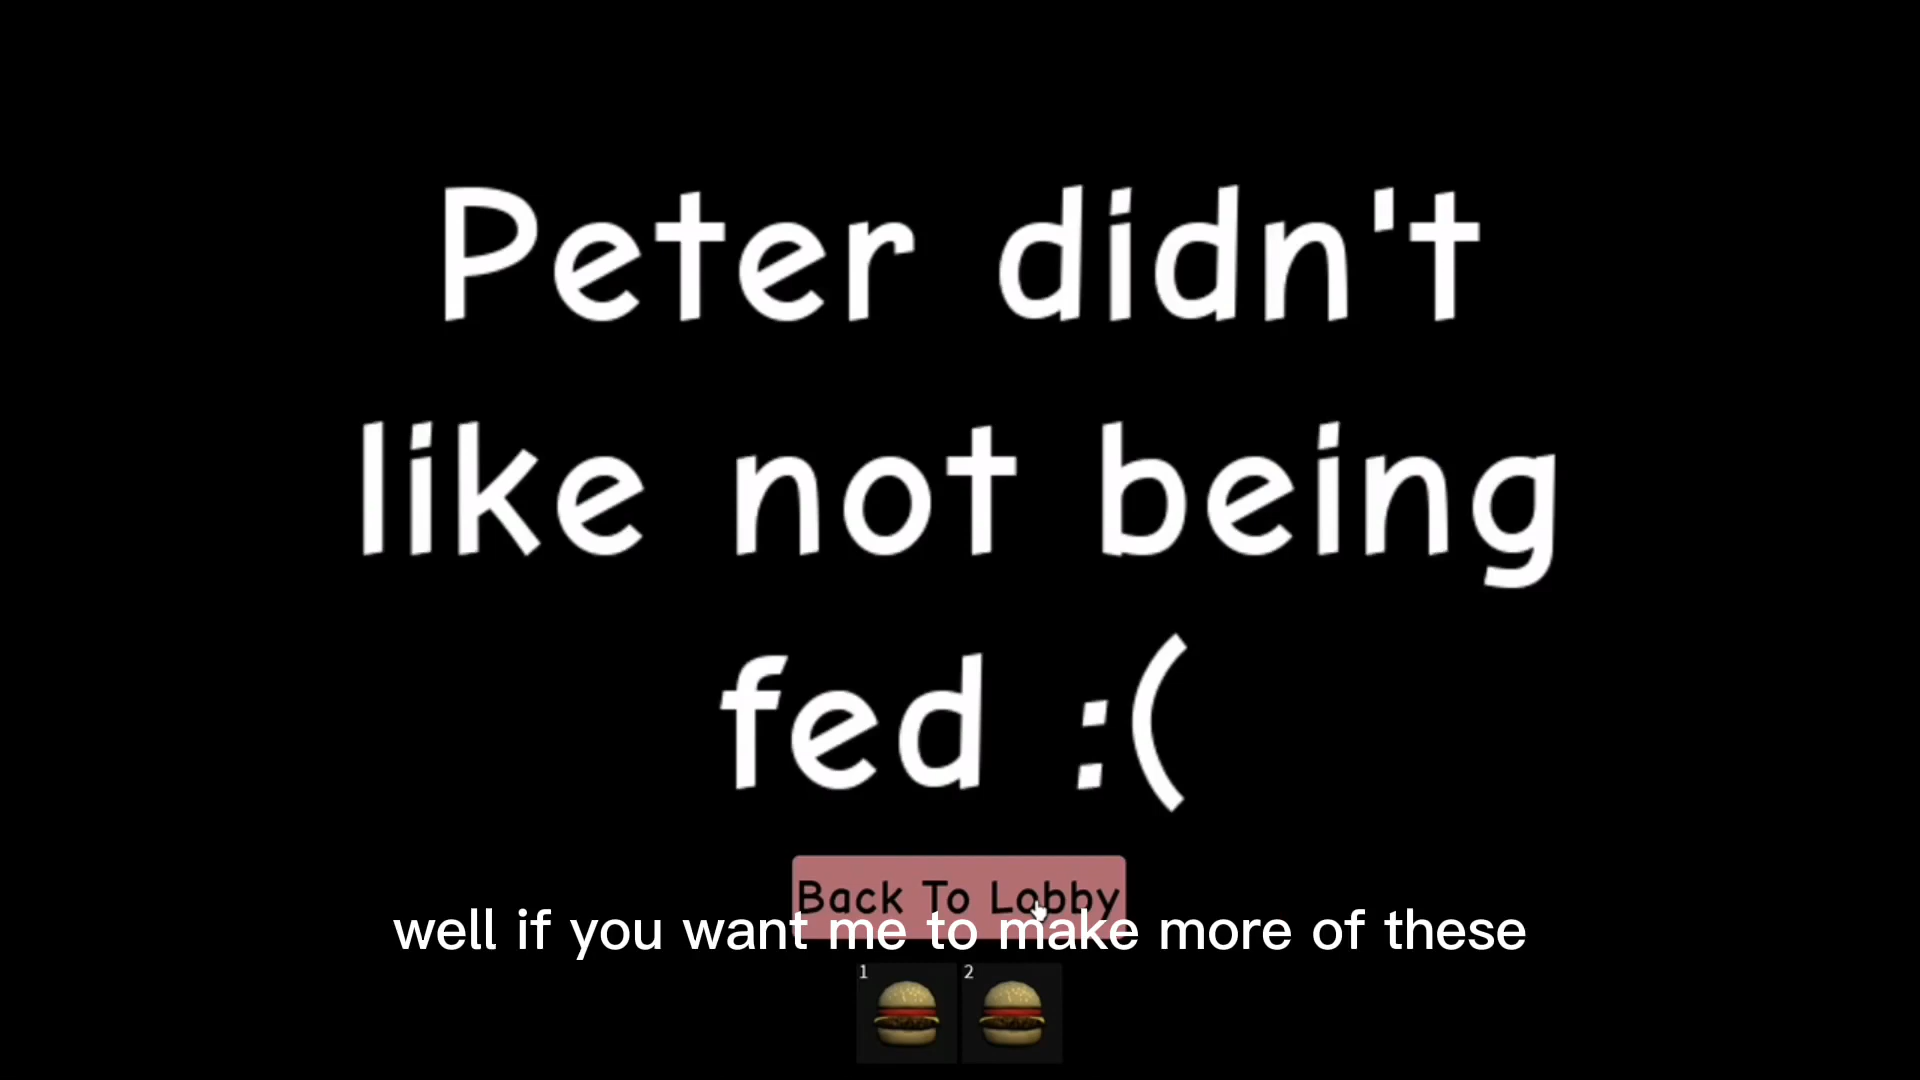 Peter didn't
like not being
fed :(
Back To Lobby
well if you want me to make more of these
1 2